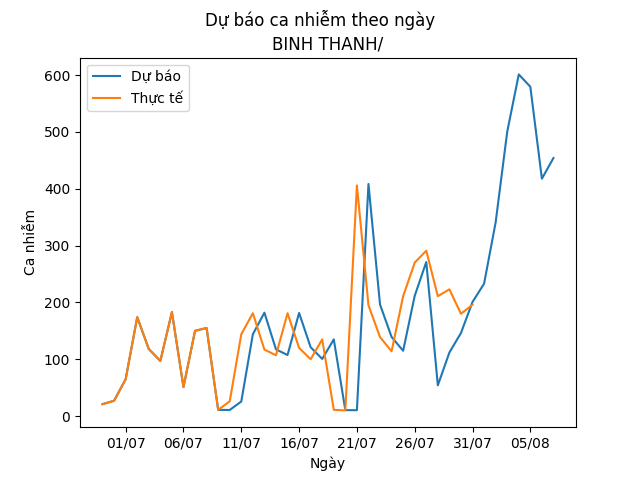 Dự báo ca nhiễm theo ngày
BINH THANH/
Dự báo
Thực tế
Ca nhiễm
600
500
400
300
200
100
0
01/07 06/07 11/07 16/07 21/07 26/07 31/07 05/08
Ngày